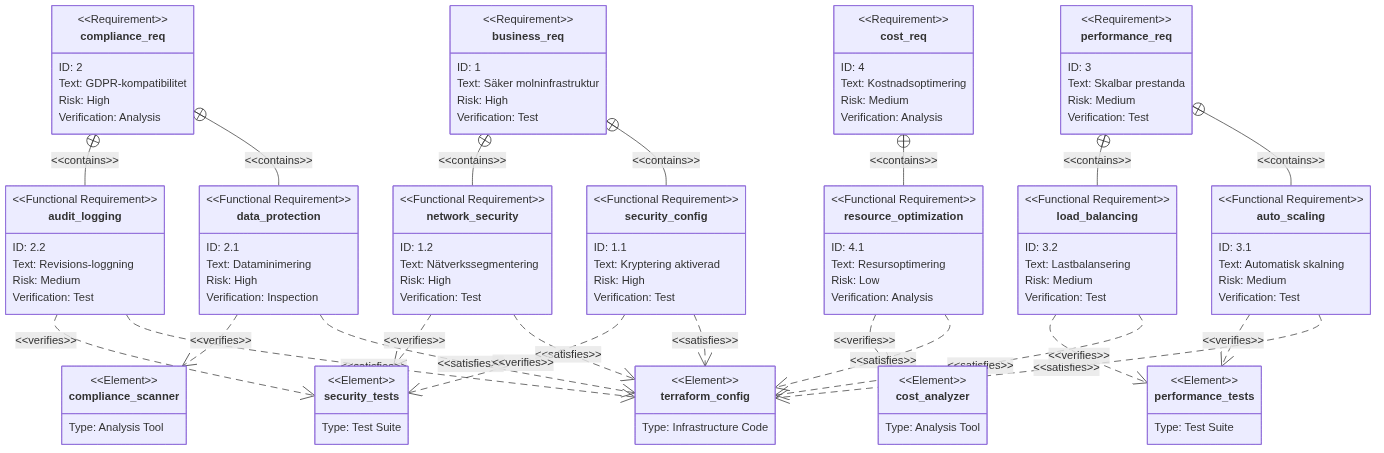 <<Requirement>>
compliance_req
ID: 2
Text: GDPR-kompatibilitet
Risk: High
Verification: Analysis
<<Requirement>>
business_req
ID: 1
Text: Säker molninfrastruktur
Risk: High
Verification: Test
<<Requirement>>
cost_req
ID: 4
Text: Kostnadsoptimering
Risk: Medium
Verification: Analysis
<<Requirement>>
performance_req
ID: 3
Text: Skalbar prestanda
Risk: Medium
Verification: Test
<<contains>>
<<contains>>
<<contains>>
<<contains>>
<<contains>>
<<contains>>
<<contains>>
<<Functional Requirement>>
audit_logging
ID: 2.2
Text: Revisions-loggning
Risk: Medium
Verification: Test
<<Functional Requirement>>
data_protection
ID: 2.1
Text: Dataminimering
Risk: High
Verification: Inspection
<<Functional Requirement>>
network_security
ID: 1.2
Text: Nätverkssegmentering
Risk: High
Verification: Test
<<Functional Requirement>>
security_config
ID: 1.1
Text: Kryptering aktiverad
Risk: High
Verification: Test
<<Functional Requirement>>
resource_optimization
ID: 4.1
Text: Resursoptimering
Risk: Low
Verification: Analysis
<<Functional Requirement>>
load_balancing
ID: 3.2
Text: Lastbalansering
Risk: Medium
Verification: Test
<<Functional Requirement>>
auto_scaling
ID: 3.1
Text: Automatisk skalning
Risk: Medium
Verification: Test
<<verifies>>
<<verifies>>
<<verifies>>
<<satisfies>>
<<verifies>>
<<verifies>>
<<satisfies>>
<<satisfies>>
<<satisfies>>
<<verifies>>
<<satisfies>>
<<satisfies>>
<<verifies>>
<<satisfies>>
<<Element>>
compliance_scanner
Type: Analysis Tool
<<Element>>
security_tests
Type: Test Suite
<<Element>>
terraform_config
Type: Infrastructure Code
<<Element>>
cost_analyzer
Type: Analysis Tool
<<Element>>
performance_tests
Type: Test Suite